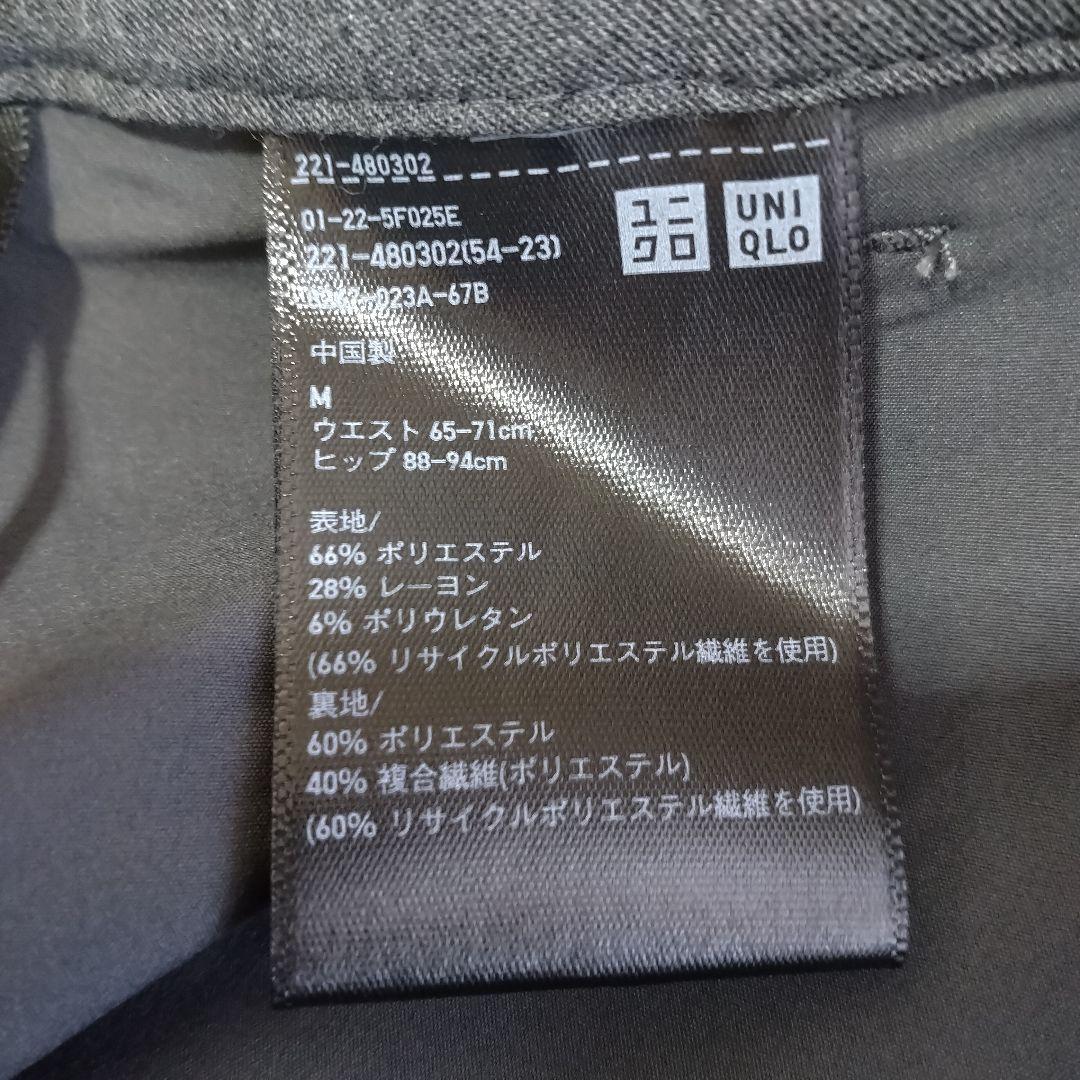 221-480302
01-22-5F025E
221-480302(54-23)
023A-67B
ユニ
クロ
UNI
QLO
中国製
M
ウエスト 65-71cm
ヒップ 88-94cm
表地/
66% ポリエステル
28% レーヨン
6% ポリウレタン
(66% リサイクルポリエステル繊維を使用)
裏地/
60% ポリエステル
40% 複合繊維(ポリエステル)
(60% リサイクルポリエステル繊維を使用)